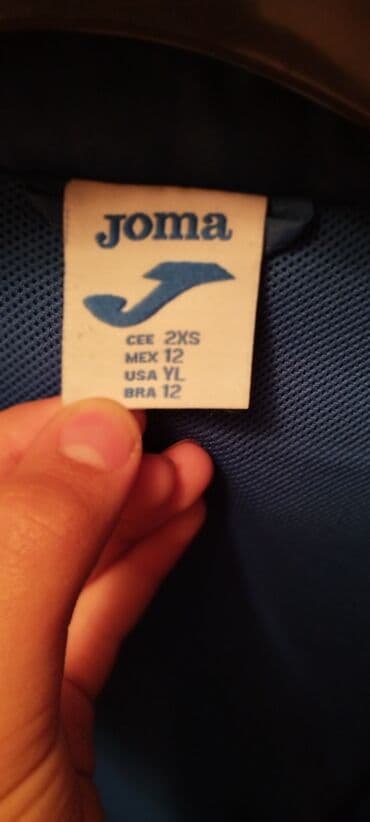 JOMA
CEE 2XS
MEX 12
USA YL
BRA 12